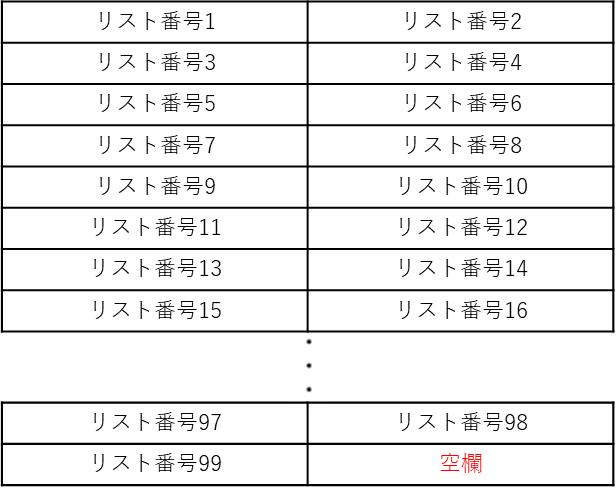 リスト番号1 リスト番号2
リスト番号3 リスト番号4
リスト番号5 リスト番号6
リスト番号7 リスト番号8
リスト番号9 リスト番号10
リスト番号11 リスト番号12
リスト番号13 リスト番号14
リスト番号15 リスト番号16
・
・
・
リスト番号97 リスト番号98
リスト番号99 空欄